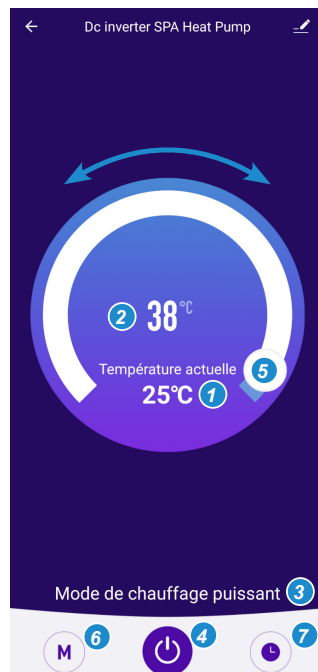 Dc inverter SPA Heat Pump
2 38°C
Température actuelle 5
25°C 1
Mode de chauffage puissant 3
M 6 4 7